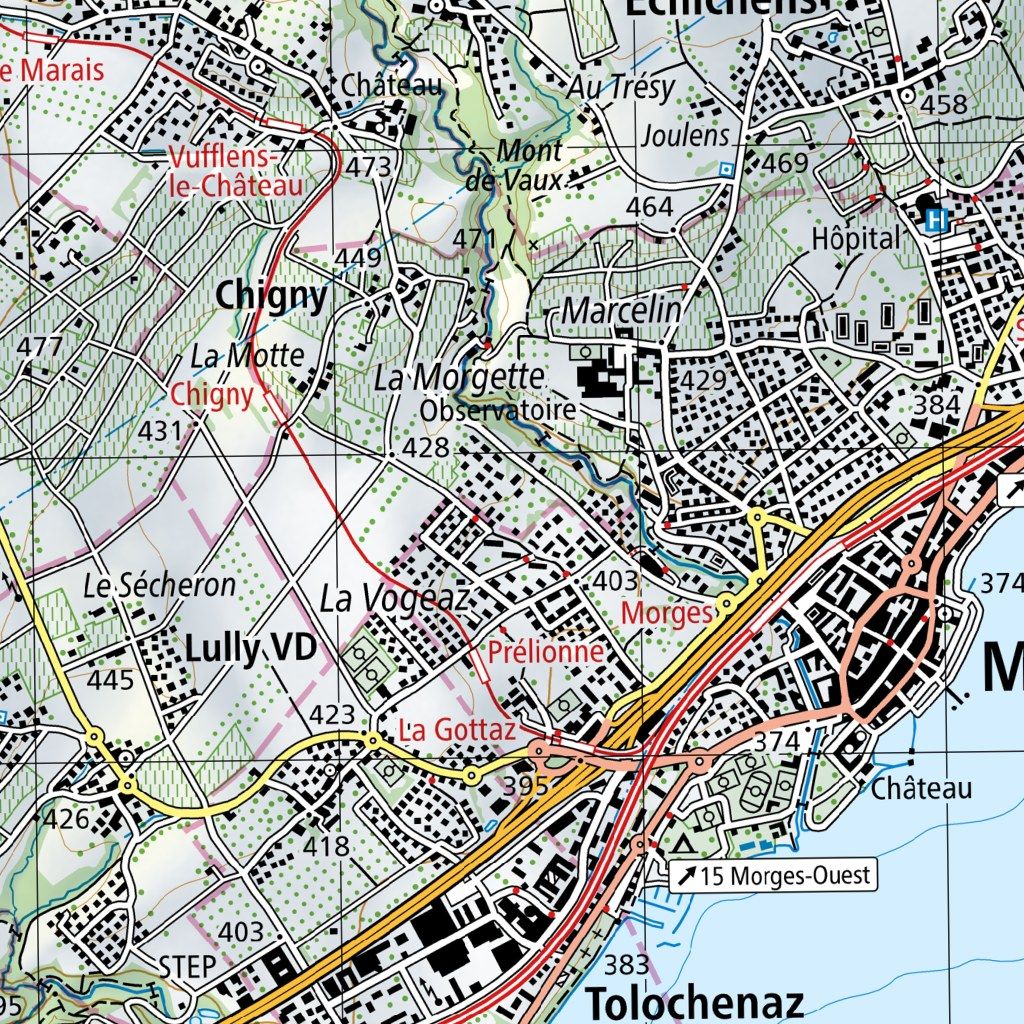 Echichens
e Marais
Château
Au Trésy
458
Joulens
Mont
de Vaux
Vufflens-
le-Château
473
469
464
H
Hôpital
471
449
Chigny
Marcelin
477
La Motte
La Morgette
429
Chigny
Observatoire
384
431
428
Le Sécheron
La Vogéaz
403
374
Morges
Lully VD
Prélionne
M
445
423
La Gottaz
374
395
Château
426
418
15 Morges-Ouest
403
STEP
383
95
Tolochenaz